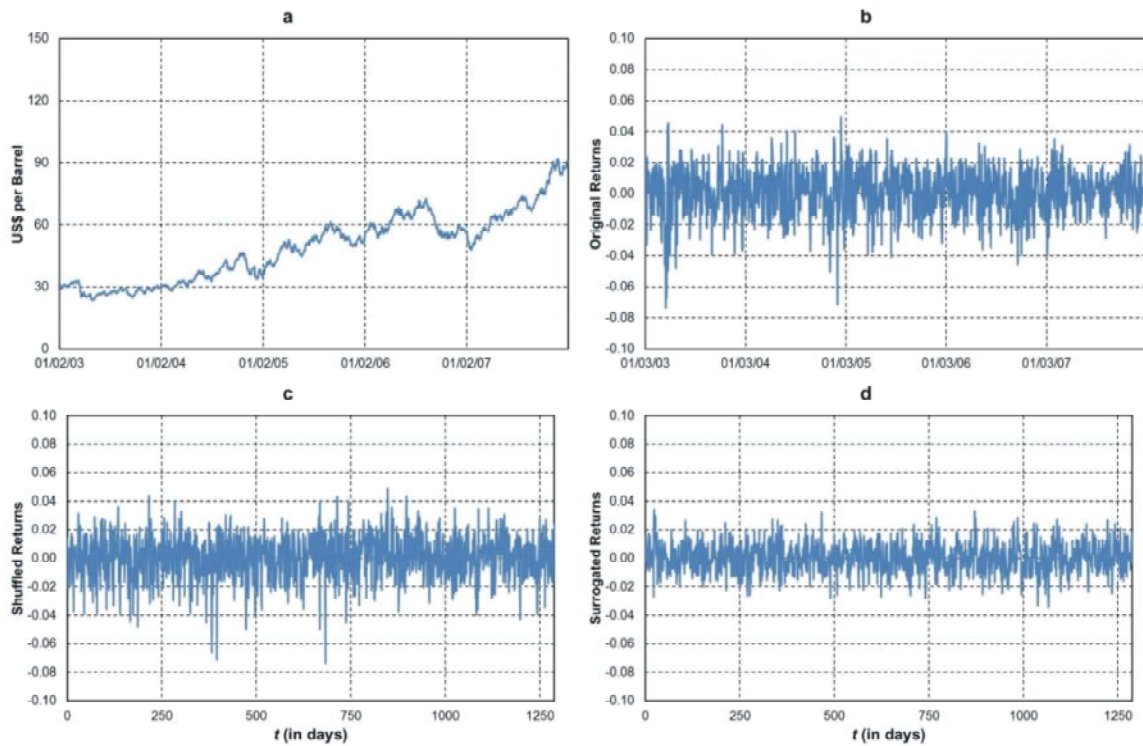 a
150
120
90
60
30
0
US$ per Barrel
01/02/03 01/02/04 01/02/05 01/02/06 01/02/07
b
0.10
0.08
0.06
0.04
0.02
0.00
-0.02
-0.04
-0.06
-0.08
-0.10
Original Returns
01/03/03 01/03/04 01/03/05 01/03/06 01/03/07
c
0.10
0.08
0.06
0.04
0.02
0.00
-0.02
-0.04
-0.06
-0.08
-0.10
Shuffled Returns
0 250 500 750 1000 1250
t (in days)
d
0.10
0.08
0.06
0.04
0.02
0.00
-0.02
-0.04
-0.06
-0.08
-0.10
Surrogated Returns
0 250 500 750 1000 1250
t (in days)